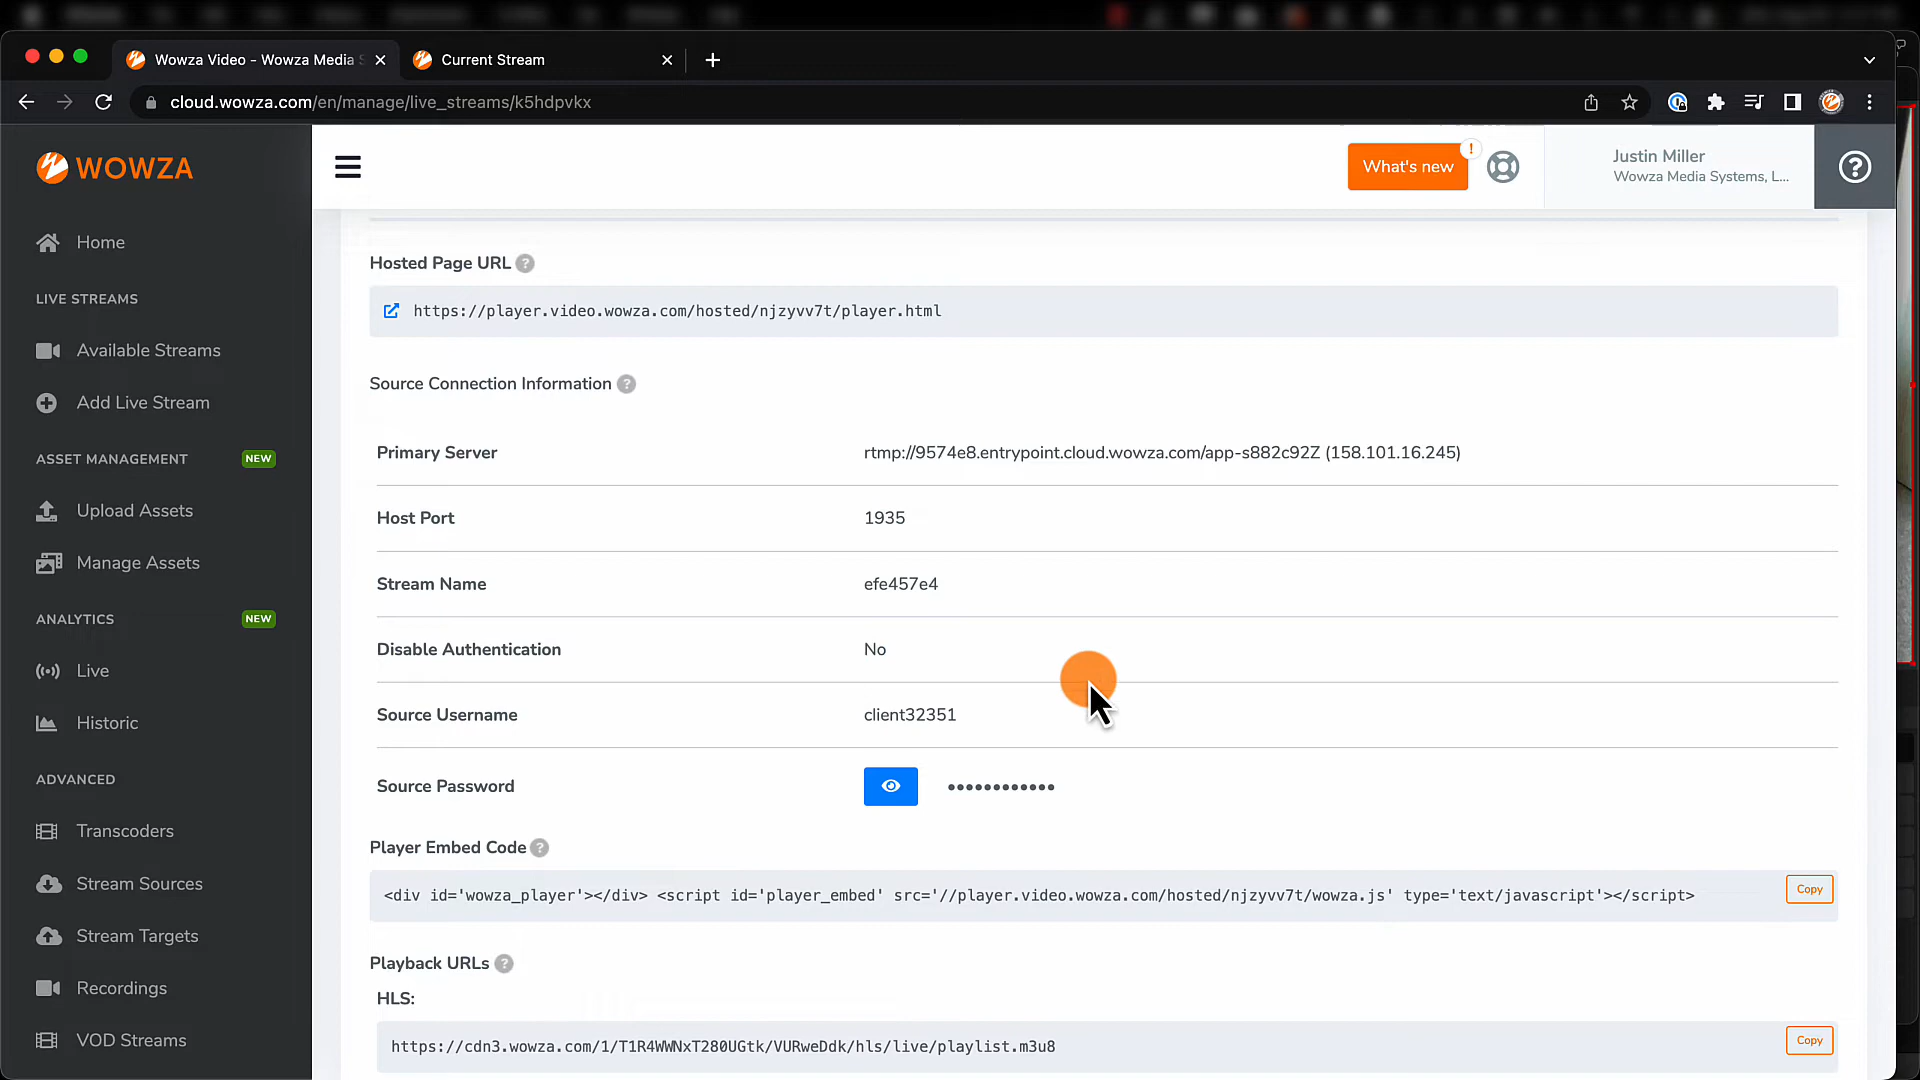 Wowza Video - Wowza Media S
Current Stream
cloud.wowza.com/en/manage/live_streams/k5hdpvkx
WOWZA
What's new
!
Justin Miller
Wowza Media Systems, L...
Home
LIVE STREAMS
Available Streams
Add Live Stream
ASSET MANAGEMENT NEW
Upload Assets
Manage Assets
ANALYTICS NEW
Live
Historic
ADVANCED
Transcoders
Stream Sources
Stream Targets
Recordings
VOD Streams
Hosted Page URL ?
https://player.video.wowza.com/hosted/njzyvv7t/player.html
Source Connection Information ?
Primary Server rtmp://9574e8.entrypoint.cloud.wowza.com/app-s882c92Z (158.101.16.245)
Host Port 1935
Stream Name efe457e4
Disable Authentication No
Source Username client32351
Source Password ••••••••••••
Player Embed Code ?
<div id='wowza_player'></div> <script id='player_embed' src='//player.video.wowza.com/hosted/njzyvv7t/wowza.js' type='text/javascript'></script>
Copy
Playback URLs ?
HLS:
https://cdn3.wowza.com/1/T1R4WWNxT280UGtk/VURweDdk/hls/live/playlist.m3u8
Copy